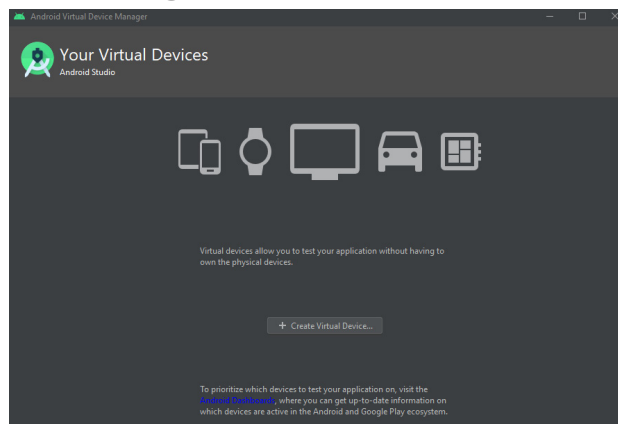 Android Virtual Device Manager
Your Virtual Devices
Android Studio
Virtual devices allow you to test your application without having to
own the physical devices.
+ Create Virtual Device...
To prioritize which devices to test your application on, visit the
Android Dashboards, where you can get up-to-date information on
which devices are active in the Android and Google Play ecosystem.